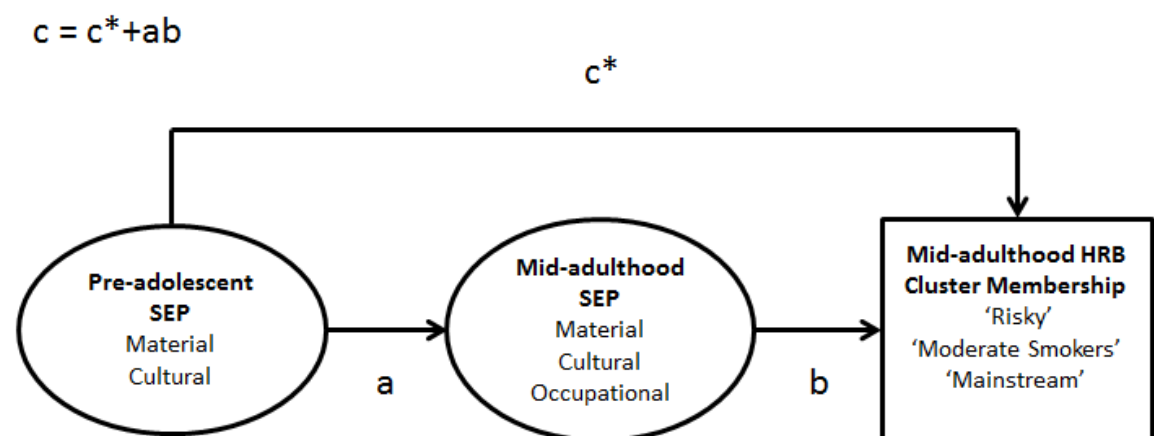 c = c*+ab
c*
Pre-adolescent
SEP
Material
Cultural
a
Mid-adulthood
SEP
Material
Cultural
Occupational
b
Mid-adulthood HRB
Cluster Membership
‘Risky’
‘Moderate Smokers’
‘Mainstream’